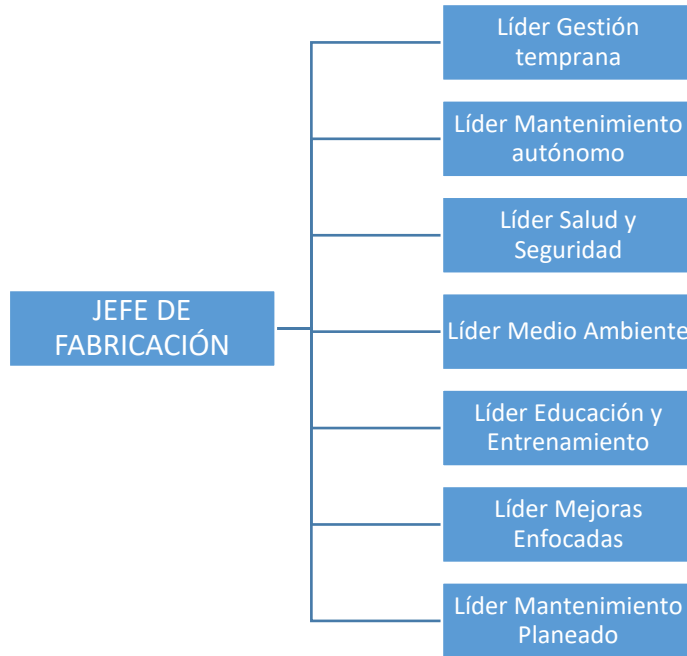 Líder Gestión
temprana
Líder Mantenimiento
autónomo
Líder Salud y
Seguridad
JEFE DE
FABRICACIÓN
Líder Medio Ambiente
Líder Educación y
Entrenamiento
Líder Mejoras
Enfocadas
Líder Mantenimiento
Planeado